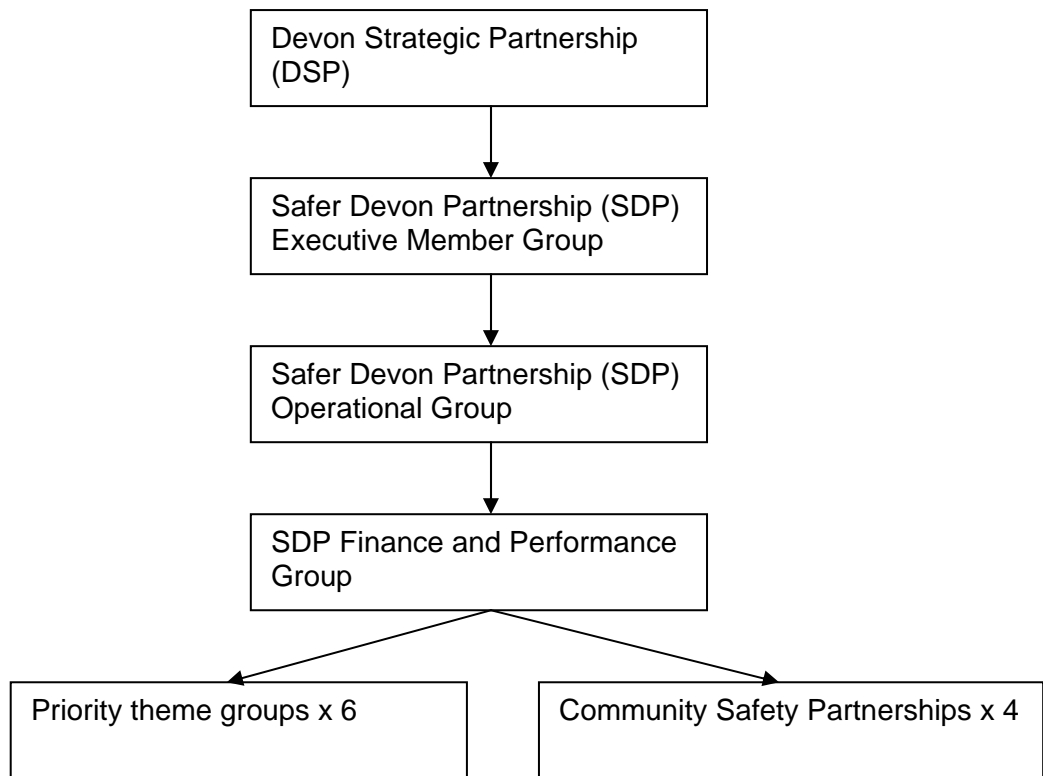 Devon Strategic Partnership
(DSP)
Safer Devon Partnership (SDP)
Executive Member Group
Safer Devon Partnership (SDP)
Operational Group
SDP Finance and Performance
Group
Priority theme groups x 6
Community Safety Partnerships x 4